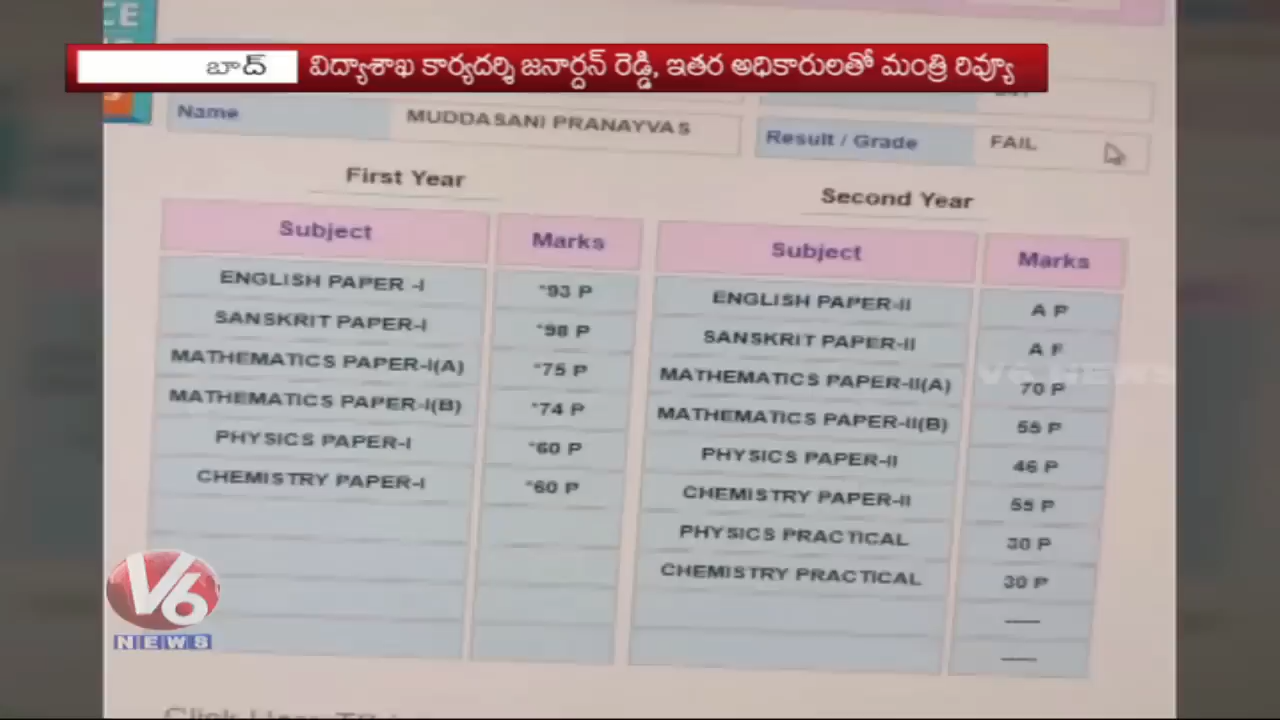 బాద్ విద్యాశాఖ కార్యదర్శి జనార్దన్ రెడ్డి, ఇతర అధికారులతో మంత్రి రివ్యూ
Name MUDDASANI PRANAYVAS Result / Grade FAIL
First Year Second Year
Subject Marks Subject Marks
ENGLISH PAPER -I *93 P ENGLISH PAPER-II A P
SANSKRIT PAPER-I *98 P SANSKRIT PAPER-II A F
MATHEMATICS PAPER-I(A) *75 P MATHEMATICS PAPER-II(A) 70 P
MATHEMATICS PAPER-I(B) *74 P MATHEMATICS PAPER-II(B) 55 P
PHYSICS PAPER-I *60 P PHYSICS PAPER-II 46 P
CHEMISTRY PAPER-I *60 P CHEMISTRY PAPER-II 55 P
PHYSICS PRACTICAL 30 P
CHEMISTRY PRACTICAL 30 P
V6 NEWS
V6
NEWS